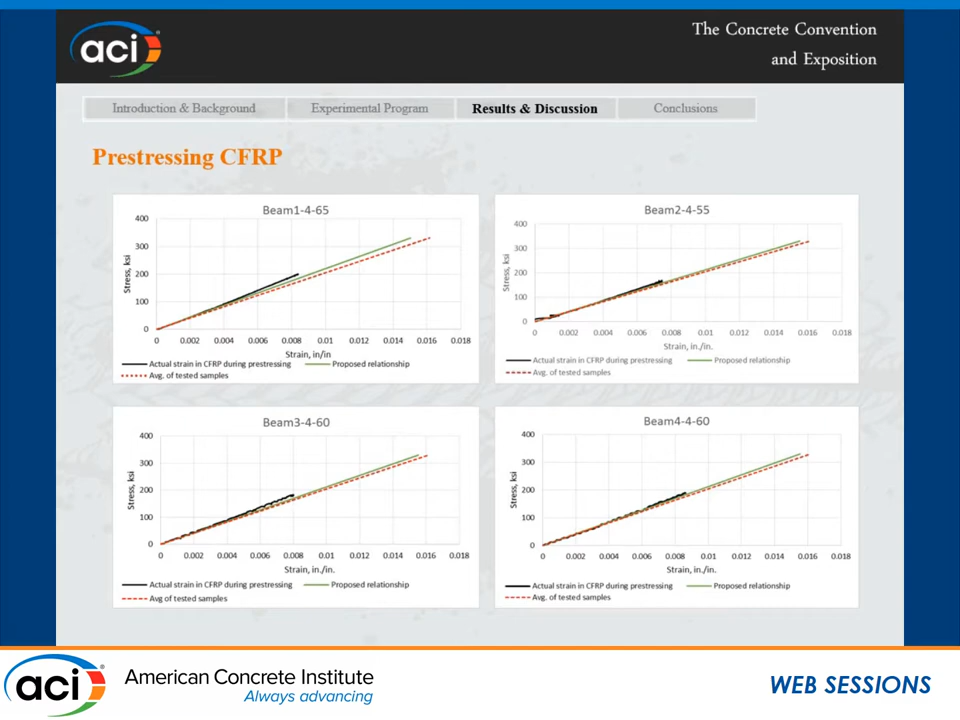 aci
The Concrete Convention
and Exposition
Introduction & Background
Experimental Program
Results & Discussion
Conclusions
Prestressing CFRP
Beam1-4-65
Stress, ksi
400
300
200
100
0
0 0.002 0.004 0.006 0.008 0.01 0.012 0.014 0.016 0.018
Strain, in/in
Actual strain in CFRP during prestressing
Proposed relationship
Avg. of tested samples
Beam2-4-55
Stress, ksi
400
300
200
100
0
0 0.002 0.004 0.006 0.008 0.01 0.012 0.014 0.016 0.018
Strain, in./in.
Actual strain in CFRP during prestressing
Proposed relationship
Avg. of tested samples
Beam3-4-60
Stress, ksi
400
300
200
100
0
0 0.002 0.004 0.006 0.008 0.01 0.012 0.014 0.016 0.018
Strain, in./in.
Actual strain in CFRP during prestressing
Proposed relationship
Avg of tested samples
Beam4-4-60
Stress, ksi
400
300
200
100
0
0 0.002 0.004 0.006 0.008 0.01 0.012 0.014 0.016 0.018
Strain, in./in.
Actual strain in CFRP during prestressing
Proposed relationship
Avg. of tested samples
aci
American Concrete Institute
Always advancing
WEB SESSIONS